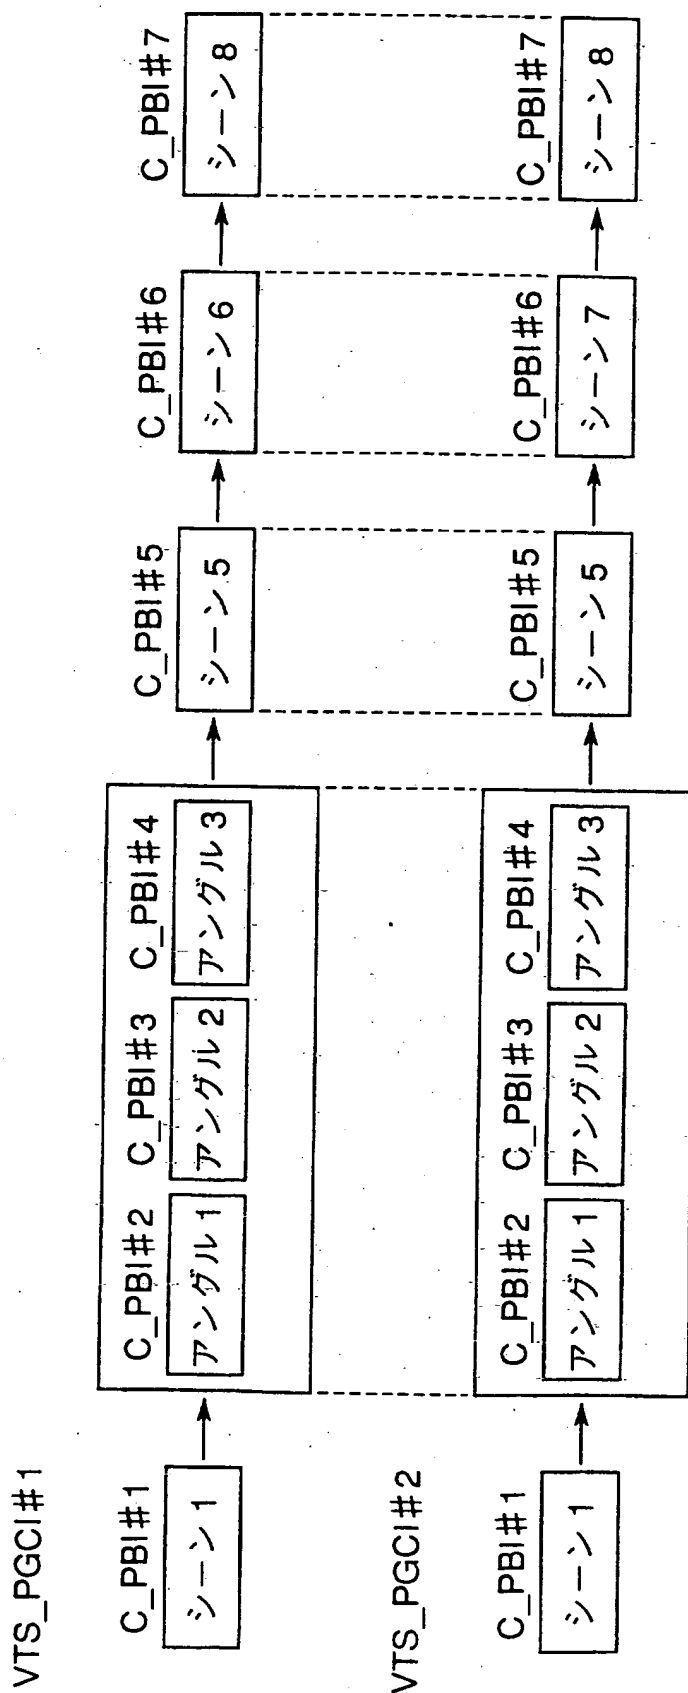 VTS_PGCI#1
C_PBI#1
シーン1
C_PBI#2
アングル1
C_PBI#3
アングル2
C_PBI#4
アングル3
C_PBI#5
シーン5
C_PBI#6
シーン6
C_PBI#7
シーン8
VTS_PGCI#2
C_PBI#1
シーン1
C_PBI#2
アングル1
C_PBI#3
アングル2
C_PBI#4
アングル3
C_PBI#5
シーン5
C_PBI#6
シーン7
C_PBI#7
シーン8